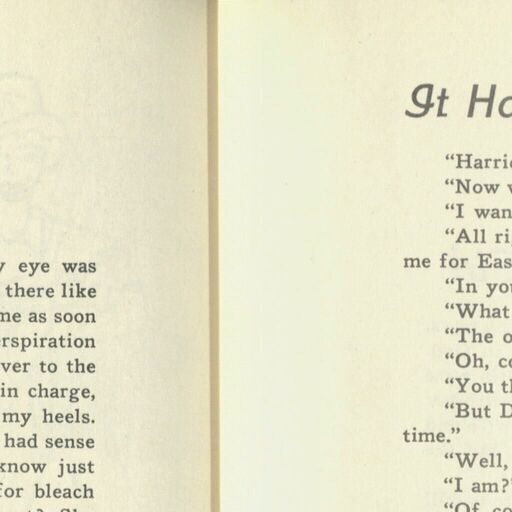 eye was
there like
me as soon
ver to the
in charge,
my heels.
had sense
know just
for bleach
It Ha
"Harri
"Now
"I wan
"All ri
me for Eas
"In you
"What
"The o
"Oh, co
"You th
"But D
time."
"Well,
"I am?"
"Of co